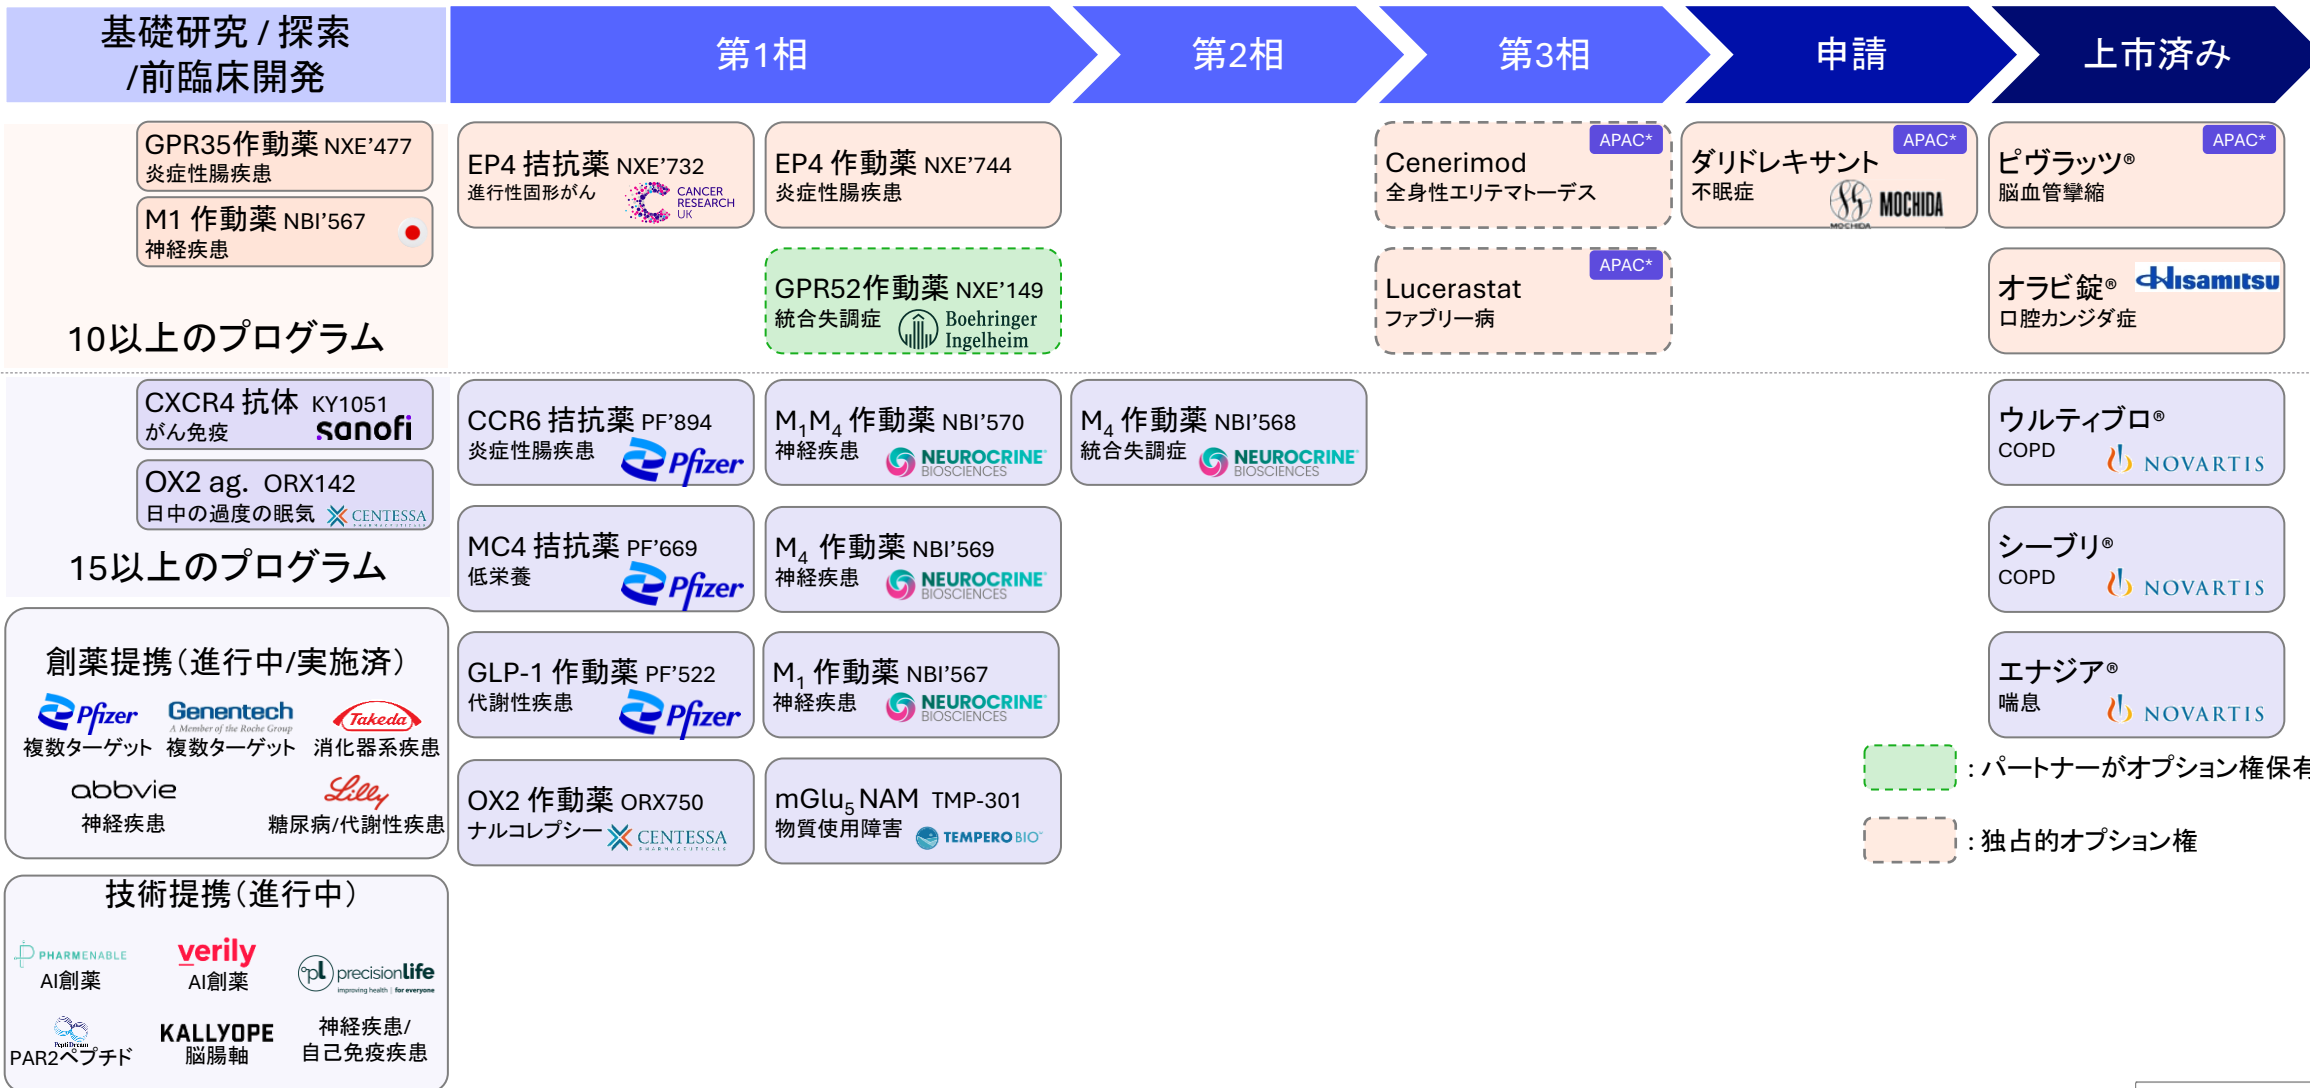 基礎研究 / 探索
/前臨床開発
第1相
第2相
第3相
申請
上市済み
GPR35作動薬 NXE’477
炎症性腸疾患
M1 作動薬 NBI’567
神経疾患
10以上のプログラム
EP4 拮抗薬 NXE’732
進行性固形がん
CANCER
RESEARCH
UK
EP4 作動薬 NXE’744
炎症性腸疾患
GPR52作動薬 NXE’149
統合失調症
Boehringer
Ingelheim
APAC*
Cenerimod
全身性エリテマトーデス
APAC*
Lucerastat
ファブリー病
APAC*
ダリドレキサント
不眠症
MOCHIDA
MOCHIDA
APAC*
ピヴラッツ®
脳血管攣縮
オラビ錠®
Hisamitsu
口腔カンジダ症
CXCR4 抗体 KY1051
がん免疫
sanofi
OX2 ag. ORX142
日中の過度の眠気
CENTESSA
PHARMACEUTICALS
15以上のプログラム
CCR6 拮抗薬 PF’894
炎症性腸疾患
Pfizer
M₁M₄ 作動薬 NBI’570
神経疾患
NEUROCRINE®
BIOSCIENCES
M₄ 作動薬 NBI’568
統合失調症
NEUROCRINE®
BIOSCIENCES
ウルティブロ®
COPD
NOVARTIS
MC4 拮抗薬 PF’669
低栄養
Pfizer
M₄ 作動薬 NBI’569
神経疾患
NEUROCRINE®
BIOSCIENCES
シーブリ®
COPD
NOVARTIS
GLP-1 作動薬 PF’522
代謝性疾患
Pfizer
M₁ 作動薬 NBI’567
神経疾患
NEUROCRINE®
BIOSCIENCES
エナジア®
喘息
NOVARTIS
OX2 作動薬 ORX750
ナルコレプシー
CENTESSA
PHARMACEUTICALS
mGlu₅ NAM TMP-301
物質使用障害
TEMPERO BIO
創薬提携（進行中/実施済）
Pfizer
複数ターゲット
Genentech
A Member of the Roche Group
複数ターゲット
Takeda
消化器系疾患
abbvie
神経疾患
Lilly
糖尿病/代謝性疾患
: パートナーがオプション権保有
: 独占的オプション権
技術提携（進行中）
PHARMENABLE
AI創薬
verily
AI創薬
pl precisionlife
improving health | for everyone
神経疾患/
自己免疫疾患
PeptiDream
PAR2ペプチド
KALLYOPE
脳腸軸